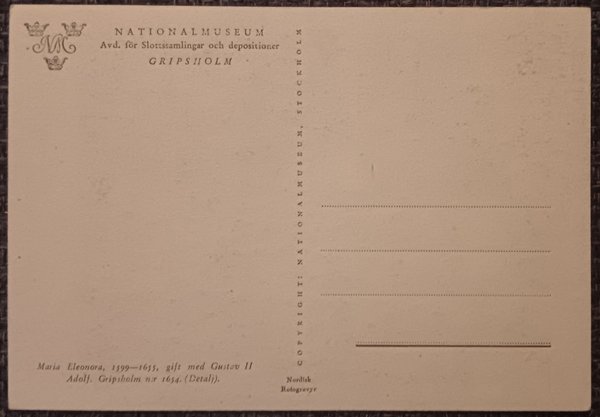 NM
NATIONALMUSEUM
Avd. för Slottssamlingar och depositioner
GRIPSHOLM
COPYRIGHT: NATIONALMUSEUM, STOCKHOLM
Maria Eleonora, 1599—1655, gift med Gustav II
Adolf. Gripsholm n:r 1654. (Detalj).
Nordisk
Rotogravyr